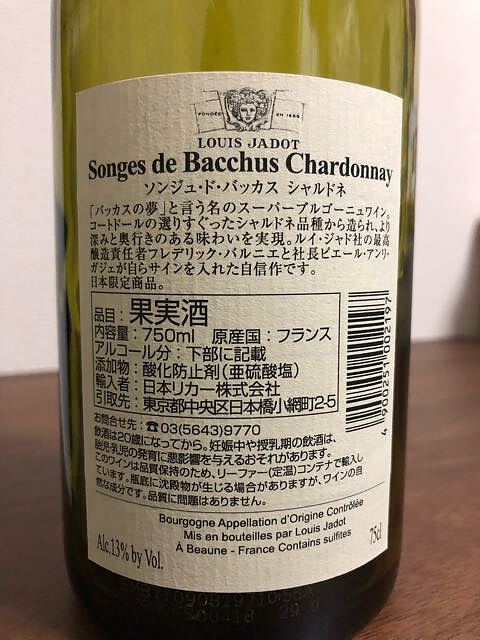 FONDÉE EN 1859
LOUIS JADOT
Songes de Bacchus Chardonnay
ソンジュ・ド・バッカス シャルドネ
「バッカスの夢」と言う名のスーパーブルゴーニュワイン。
コートドールの選りすぐったシャルドネ品種から造られ、より
深みと奥行きのある味わいを実現。ルイ・ジャド社の最高
醸造責任者フレデリック・バルニエと社長ピエール・アンリ・
ガジェが自らサインを入れた自信作です。
日本限定商品。
品目：果実酒
内容量：750ml 原産国：フランス
アルコール分：下部に記載
添加物：酸化防止剤（亜硫酸塩）
輸入者：日本リカー株式会社
引取先：東京都中央区日本橋小網町2-5
4 900251 002197
お問合せ先：☎03(5643)9770
飲酒は20歳になってから。妊娠中や授乳期の飲酒は、
胎児・乳児の発育に悪影響を与えるおそれがあります。
このワインは品質保持のため、リーファー(定温)コンテナで輸入し
ています。瓶底に沈殿物が生じる場合がありますが、ワインの自
然な成分です。品質に問題はありません。
Bourgogne Appellation d'Origine Contrôlée
Mis en bouteilles par Louis Jadot
À Beaune - France Contains sulfites
Alc.13% by Vol.
75cl